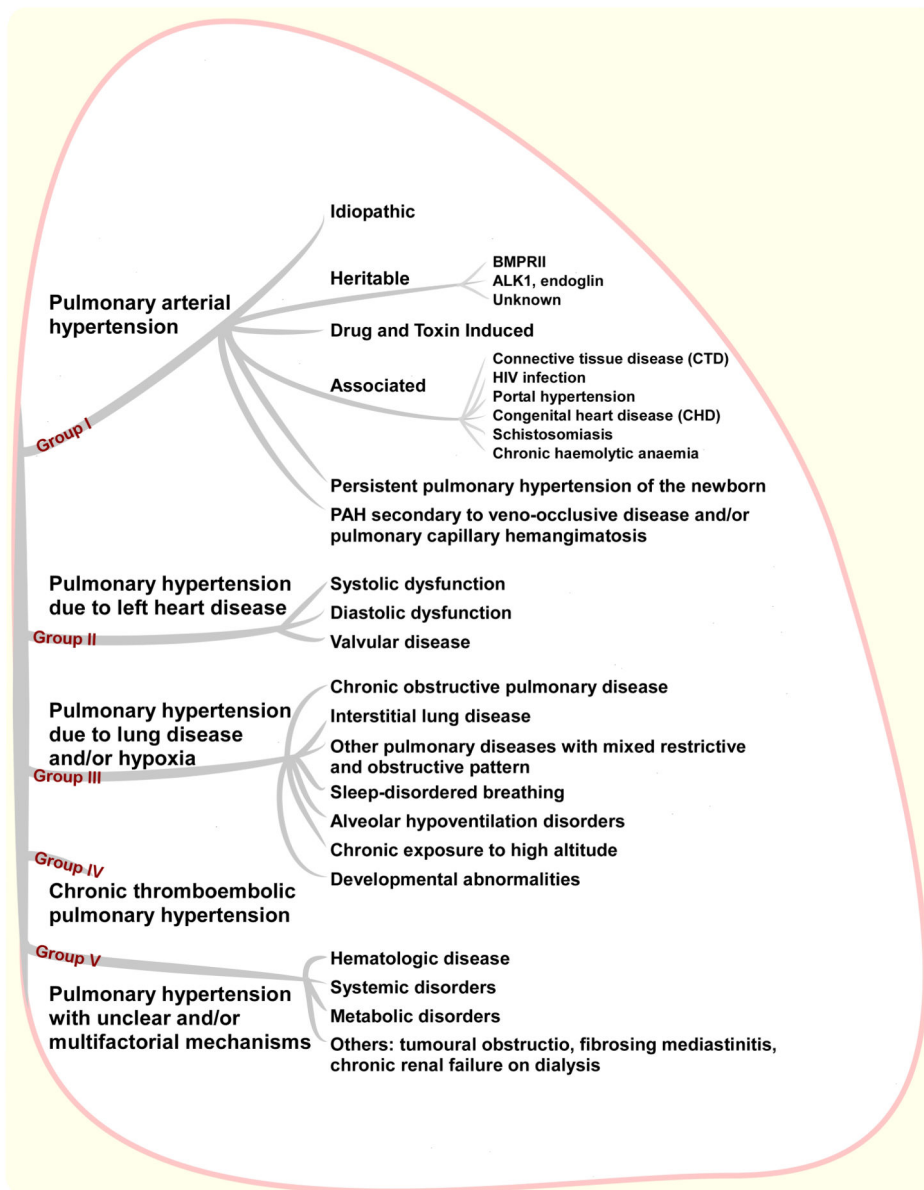 Idiopathic
Heritable
BMPRII
ALK1, endoglin
Unknown
Pulmonary arterial
hypertension
Drug and Toxin Induced
Associated
Connective tissue disease (CTD)
HIV infection
Portal hypertension
Congenital heart disease (CHD)
Schistosomiasis
Chronic haemolytic anaemia
Group I
Persistent pulmonary hypertension of the newborn
PAH secondary to veno-occlusive disease and/or
pulmonary capillary hemangimatosis
Pulmonary hypertension
due to left heart disease
Group II
Systolic dysfunction
Diastolic dysfunction
Valvular disease
Pulmonary hypertension
due to lung disease
and/or hypoxia
Group III
Chronic obstructive pulmonary disease
Interstitial lung disease
Other pulmonary diseases with mixed restrictive
and obstructive pattern
Sleep-disordered breathing
Alveolar hypoventilation disorders
Chronic exposure to high altitude
Developmental abnormalities
Group IV
Chronic thromboembolic
pulmonary hypertension
Group V
Pulmonary hypertension
with unclear and/or
multifactorial mechanisms
Hematologic disease
Systemic disorders
Metabolic disorders
Others: tumoural obstructio, fibrosing mediastinitis,
chronic renal failure on dialysis